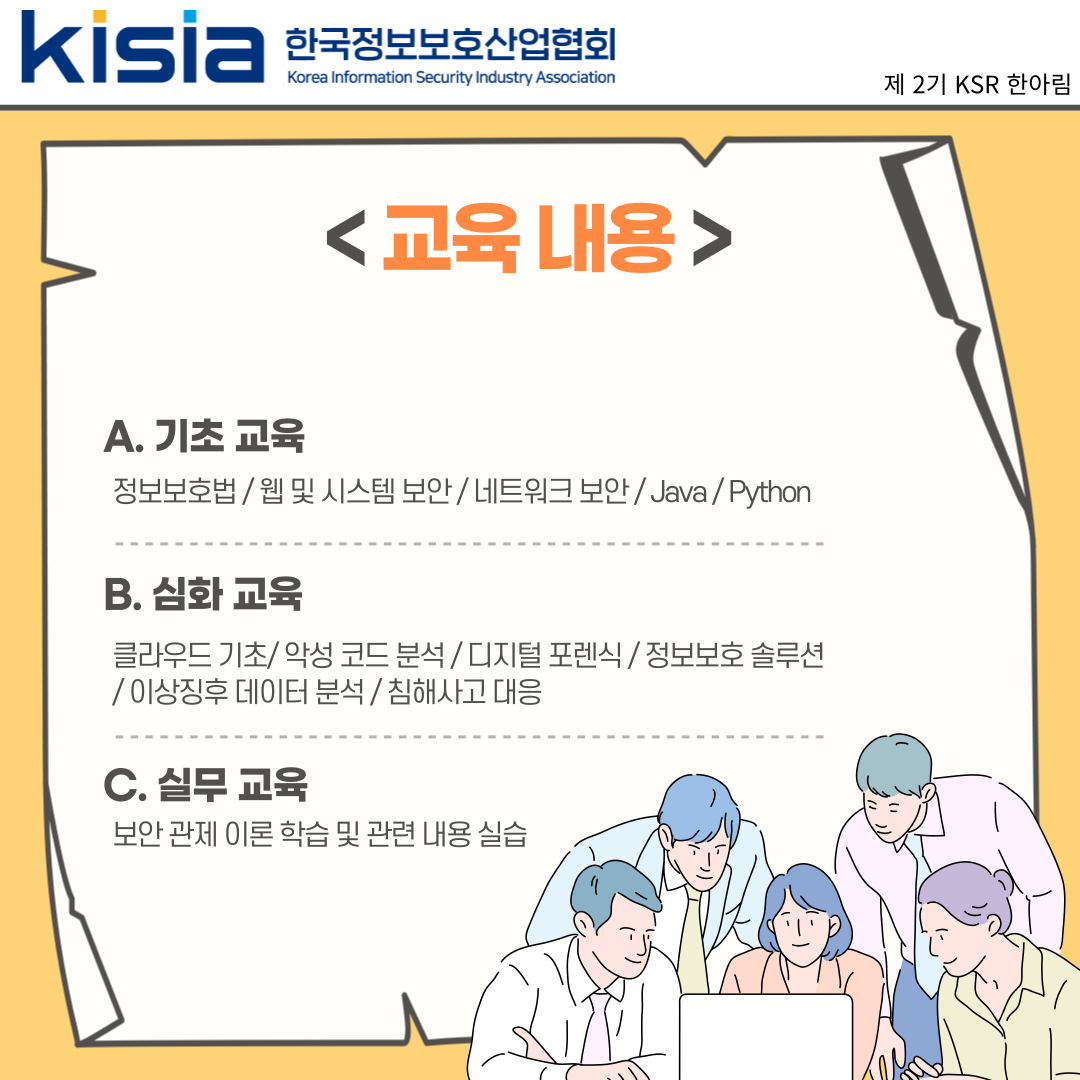 kisia 한국정보보호산업협회
Korea Information Security Industry Association
제 2기 KSR 한아림
< 교육 내용 >
A. 기초 교육
정보보호법 / 웹 및 시스템 보안 / 네트워크 보안 / Java / Python
B. 심화 교육
클라우드 기초/ 악성 코드 분석 / 디지털 포렌식 / 정보보호 솔루션
/ 이상징후 데이터 분석 / 침해사고 대응
C. 실무 교육
보안 관제 이론 학습 및 관련 내용 실습